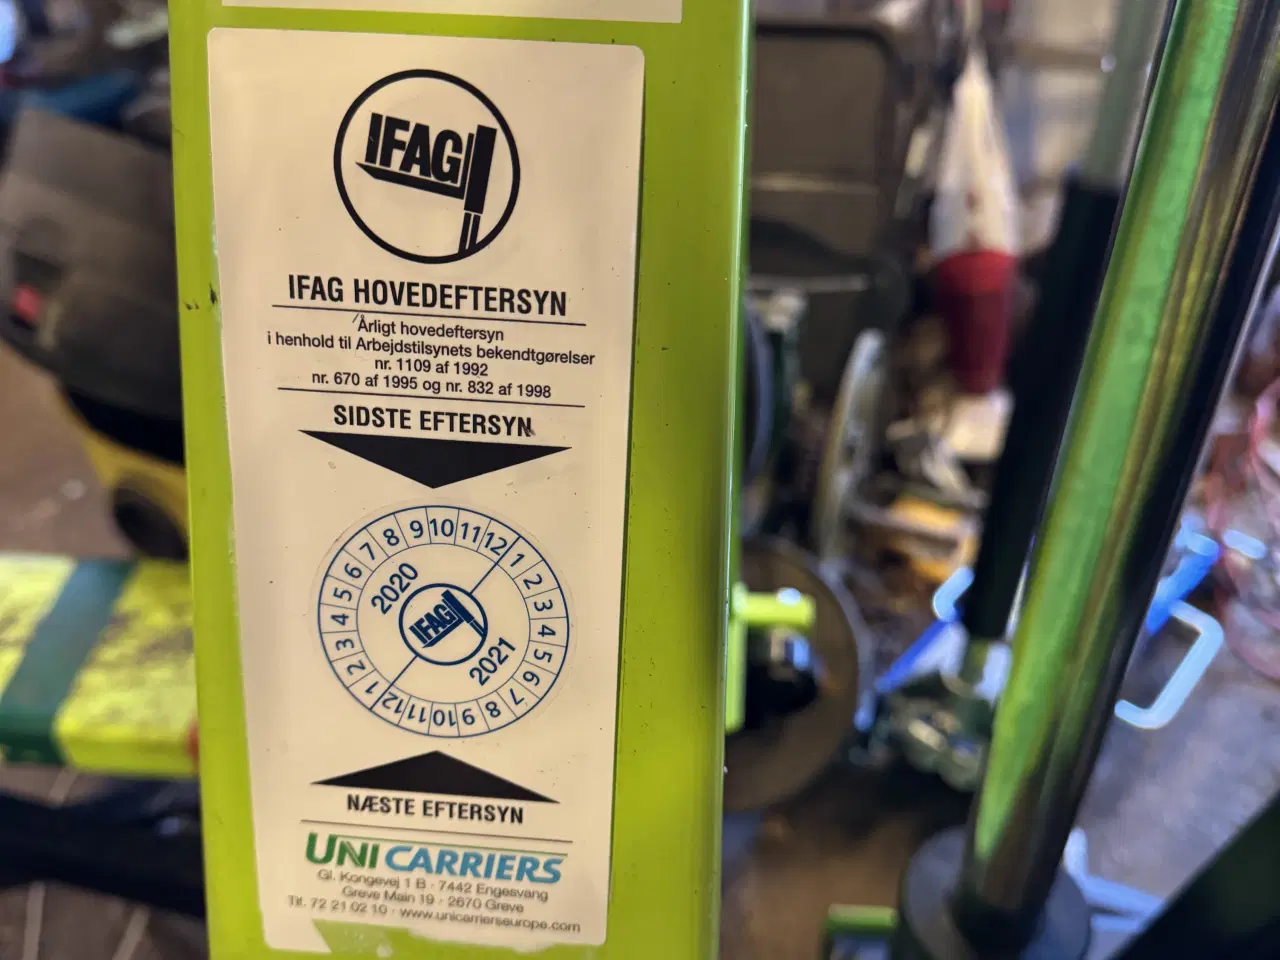 IFAG
IFAG HOVEDEFTERSYN
Årligt hovedeftersyn
i henhold til Arbejdstilsynets bekendtgørelser
nr. 1109 af 1992
nr. 670 af 1995 og nr. 832 af 1998
SIDSTE EFTERSYN
1 2 3 4 5 6 7 8 9 10 11 12
2020
IFAG
2021
1 2 3 4 5 6 7 8 9 10 11 12
NÆSTE EFTERSYN
UNICARRIERS
Gl. Kongevej 1 B · 7442 Engesvang
Greve Main 19 · 2670 Greve
Tlf. 72 21 02 10 · www.unicarrierseurope.com